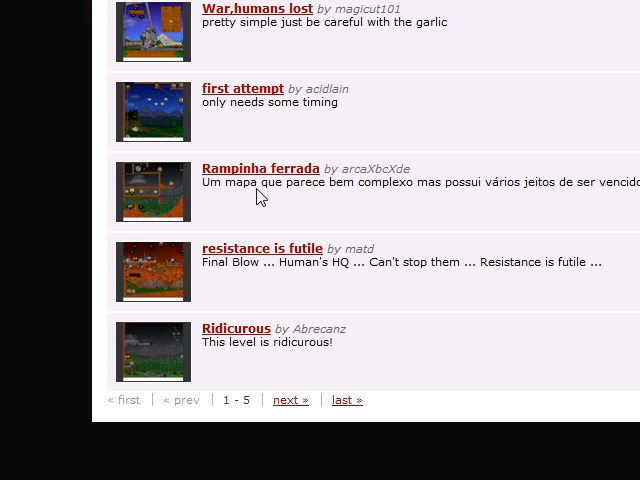 War,humans lost by magicut101
pretty simple just be careful with the garlic
first attempt by acidlain
only needs some timing
Rampinha ferrada by arcaXbcXde
Um mapa que parece bem complexo mas possui vários jeitos de ser vencido
resistance is futile by matd
Final Blow ... Human's HQ ... Can't stop them ... Resistance is futile ...
Ridicurous by Abrecanz
This level is ridicurous!
« first | « prev | 1 - 5 | next » | last »